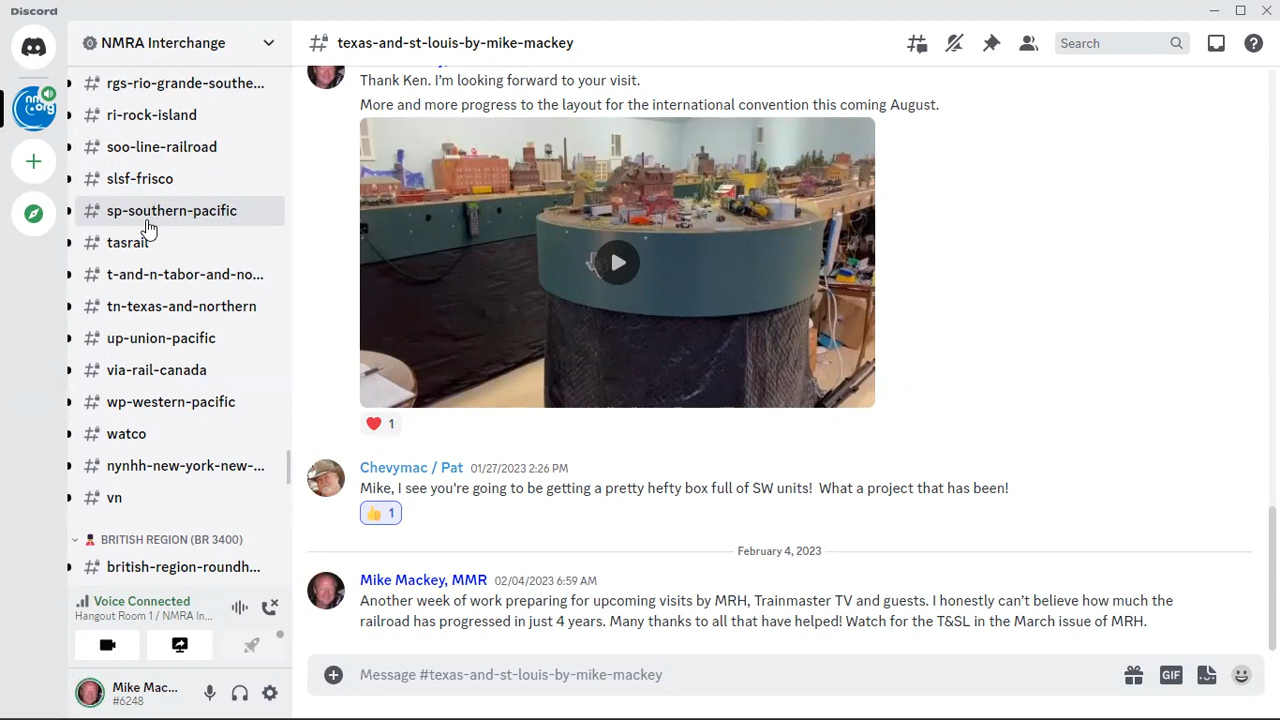 Discord
NMRA Interchange
rgs-rio-grande-southe...
ri-rock-island
soo-line-railroad
slsf-frisco
sp-southern-pacific
tasrail
t-and-n-tabor-and-no...
tn-texas-and-northern
up-union-pacific
via-rail-canada
wp-western-pacific
watco
nynhh-new-york-new-...
vn
BRITISH REGION (BR 3400)
british-region-roundh...
Voice Connected
Hangout Room 1 / NMRA In...
Mike Mac...
#6248
texas-and-st-louis-by-mike-mackey
Search
Thank Ken. I'm looking forward to your visit.
More and more progress to the layout for the international convention this coming August.
1
Chevymac / Pat 01/27/2023 2:26 PM
Mike, I see you're going to be getting a pretty hefty box full of SW units! What a project that has been!
1
February 4, 2023
Mike Mackey, MMR 02/04/2023 6:59 AM
Another week of work preparing for upcoming visits by MRH, Trainmaster TV and guests. I honestly can't believe how much the
railroad has progressed in just 4 years. Many thanks to all that have helped! Watch for the T&SL in the March issue of MRH.
Message #texas-and-st-louis-by-mike-mackey
GIF